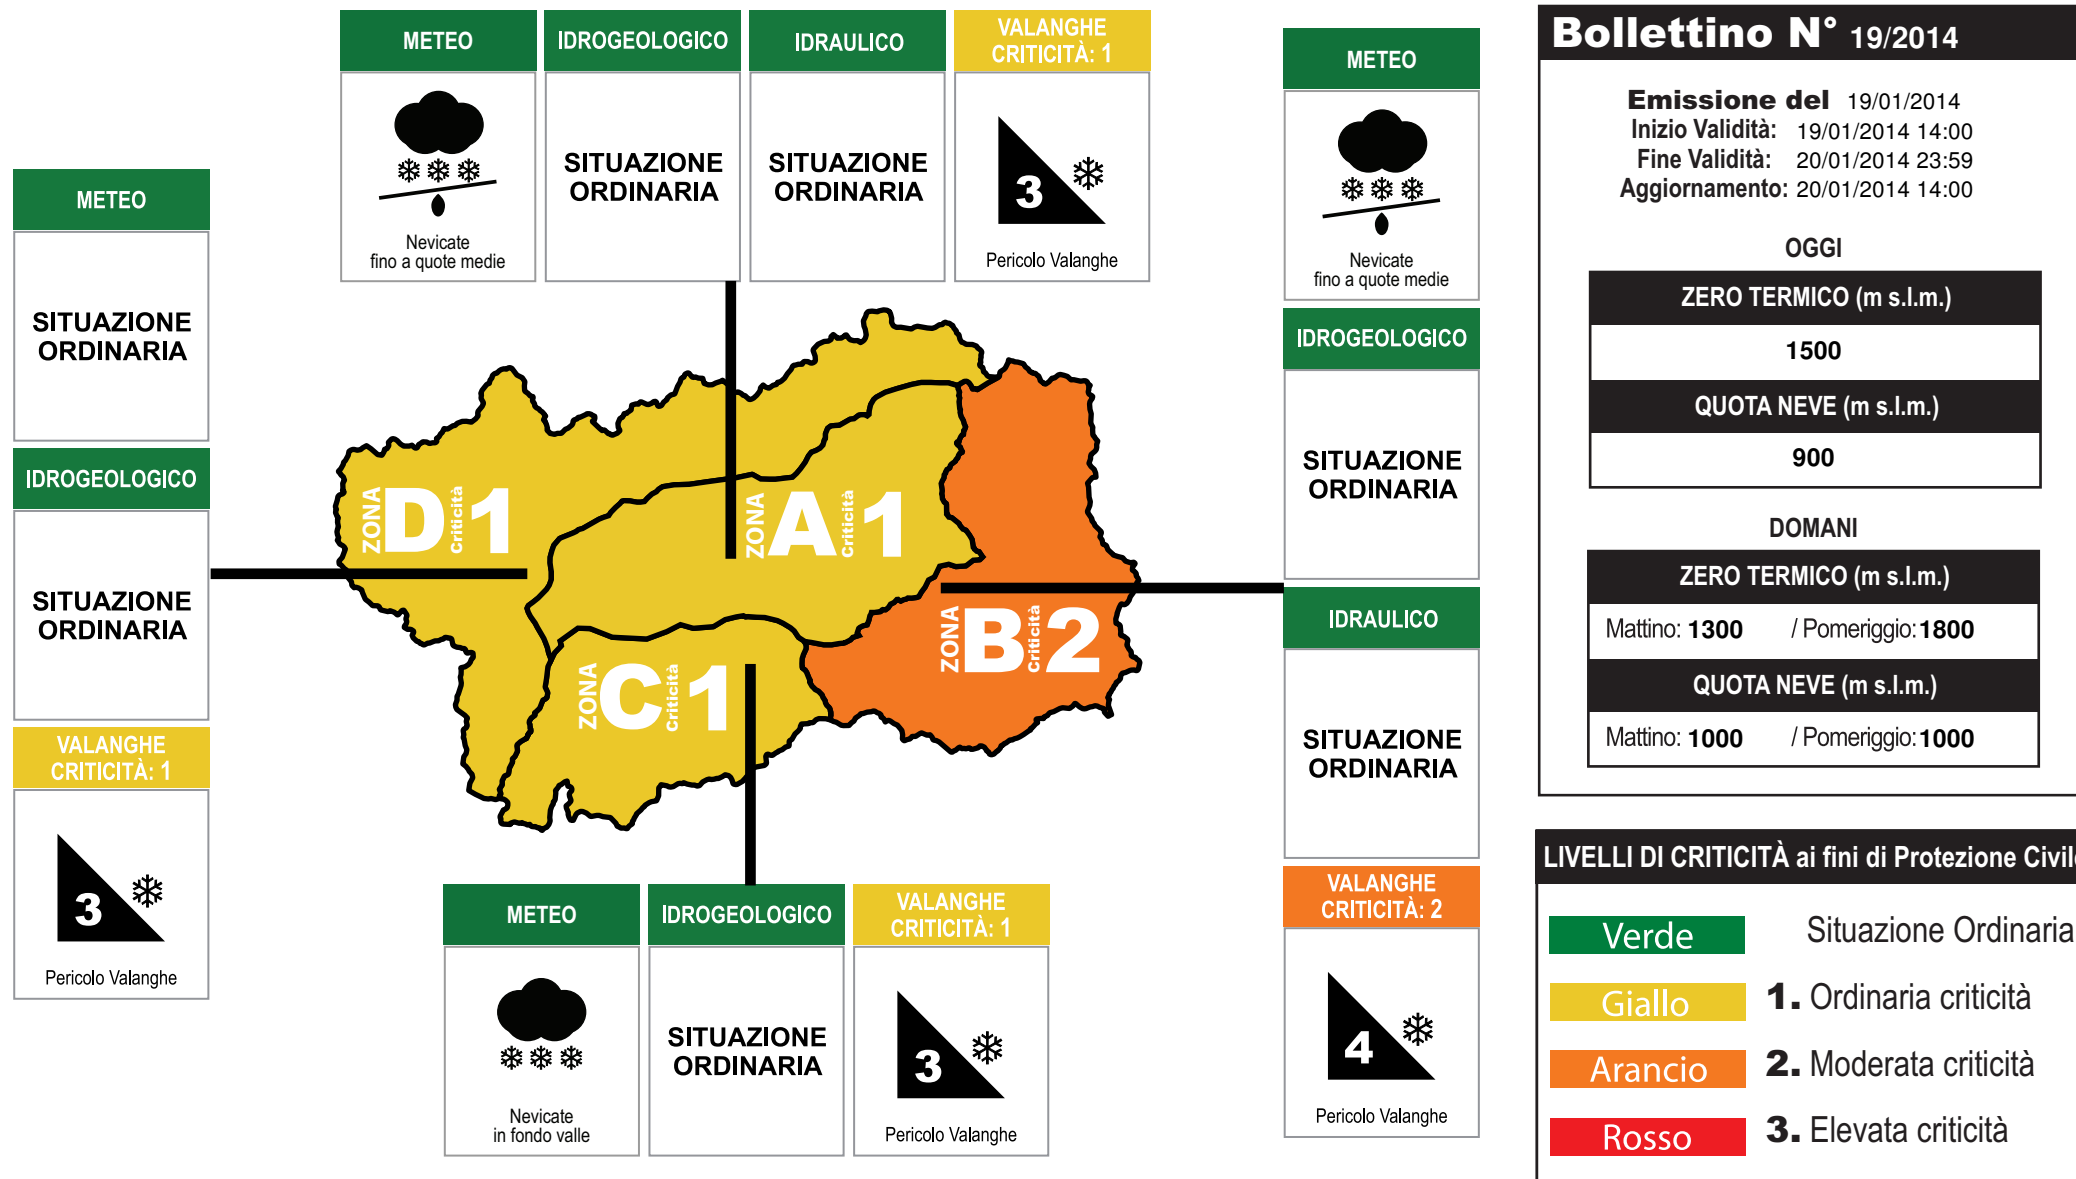 METEO
IDROGEOLOGICO
IDRAULICO
VALANGHE
CRITICITÀ: 1
Nevicate
fino a quote medie
SITUAZIONE
ORDINARIA
SITUAZIONE
ORDINARIA
3
Pericolo Valanghe
METEO
SITUAZIONE
ORDINARIA
IDROGEOLOGICO
SITUAZIONE
ORDINARIA
VALANGHE
CRITICITÀ: 1
3
Pericolo Valanghe
ZONA D Criticità 1
ZONA A Criticità 1
ZONA B Criticità 2
ZONA C Criticità 1
METEO
Nevicate
in fondo valle
IDROGEOLOGICO
SITUAZIONE
ORDINARIA
VALANGHE
CRITICITÀ: 1
3
Pericolo Valanghe
METEO
Nevicate
fino a quote medie
IDROGEOLOGICO
SITUAZIONE
ORDINARIA
IDRAULICO
SITUAZIONE
ORDINARIA
VALANGHE
CRITICITÀ: 2
4
Pericolo Valanghe
Bollettino N° 19/2014
Emissione del 19/01/2014
Inizio Validità: 19/01/2014 14:00
Fine Validità: 20/01/2014 23:59
Aggiornamento: 20/01/2014 14:00
OGGI
ZERO TERMICO (m s.l.m.)
1500
QUOTA NEVE (m s.l.m.)
900
DOMANI
ZERO TERMICO (m s.l.m.)
Mattino: 1300 / Pomeriggio: 1800
QUOTA NEVE (m s.l.m.)
Mattino: 1000 / Pomeriggio: 1000
LIVELLI DI CRITICITÀ ai fini di Protezione Civile
Verde Situazione Ordinaria
Giallo 1. Ordinaria criticità
Arancio 2. Moderata criticità
Rosso 3. Elevata criticità